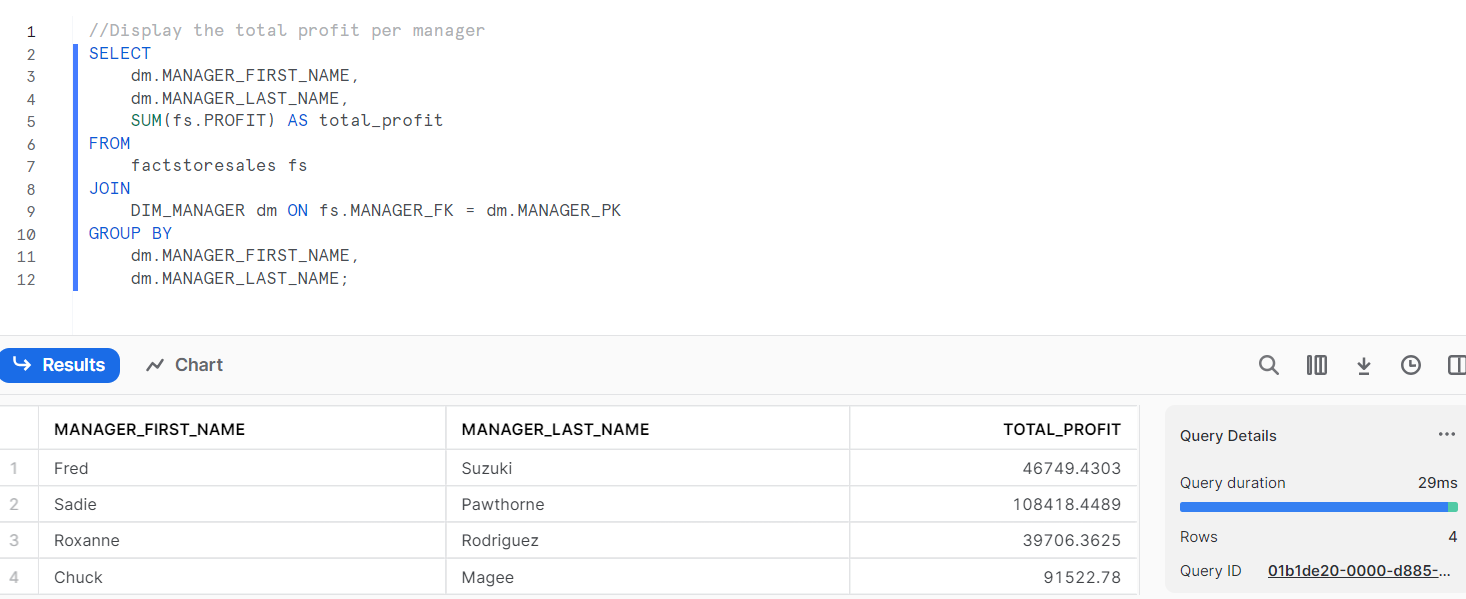 1 //Display the total profit per manager
2 SELECT
3 dm.MANAGER_FIRST_NAME,
4 dm.MANAGER_LAST_NAME,
5 SUM(fs.PROFIT) AS total_profit
6 FROM
7 factstoresales fs
8 JOIN
9 DIM_MANAGER dm ON fs.MANAGER_FK = dm.MANAGER_PK
10 GROUP BY
11 dm.MANAGER_FIRST_NAME,
12 dm.MANAGER_LAST_NAME;
Results Chart
MANAGER_FIRST_NAME MANAGER_LAST_NAME TOTAL_PROFIT
1 Fred Suzuki 46749.4303
2 Sadie Pawthorne 108418.4489
3 Roxanne Rodriguez 39706.3625
4 Chuck Magee 91522.78
Query Details ...
Query duration 29ms
Rows 4
Query ID 01b1de20-0000-d885-...